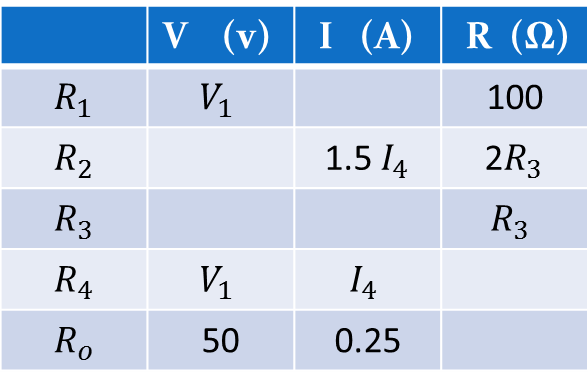 V (v) I (A) R (Ω)
R₁ V₁ 100
R₂ 1.5 I₄ 2R₃
R₃ R₃
R₄ V₁ I₄
Rₒ 50 0.25